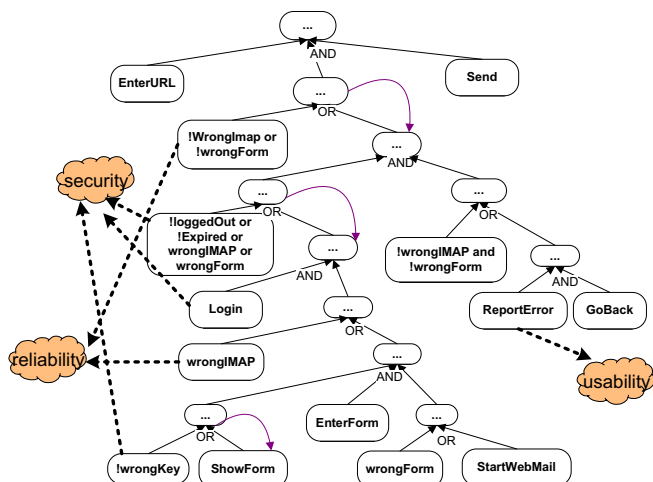 ...
AND
EnterURL
Send
...
OR
!WrongImap or
!wrongForm
...
AND
security
...
OR
!loggedOut or
!Expired or
wrongIMAP or
wrongForm
...
OR
!wrongIMAP and
!wrongForm
...
AND
...
AND
Login
ReportError
GoBack
...
OR
reliability
wrongIMAP
...
AND
usability
...
OR
EnterForm
...
OR
!wrongKey
ShowForm
wrongForm
StartWebMail